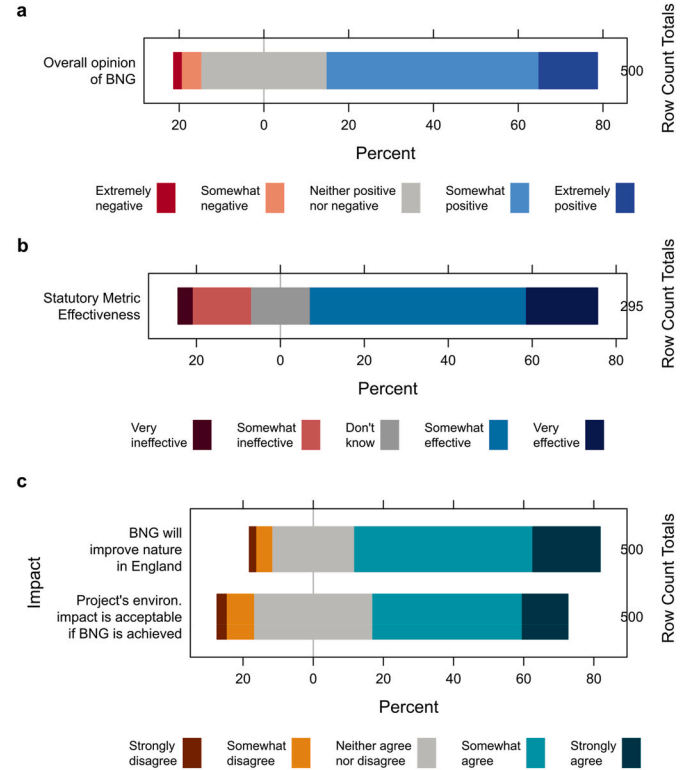 a
Overall opinion
of BNG
500
Row Count Totals
20 0 20 40 60 80
Percent
Extremely
negative
Somewhat
negative
Neither positive
nor negative
Somewhat
positive
Extremely
positive
b
Statutory Metric
Effectiveness
295
Row Count Totals
20 0 20 40 60 80
Percent
Very
ineffective
Somewhat
ineffective
Don't
know
Somewhat
effective
Very
effective
c
Impact
BNG will
improve nature
in England
500
Project's environ.
impact is acceptable
if BNG is achieved
500
Row Count Totals
20 0 20 40 60 80
Percent
Strongly
disagree
Somewhat
disagree
Neither agree
nor disagree
Somewhat
agree
Strongly
agree